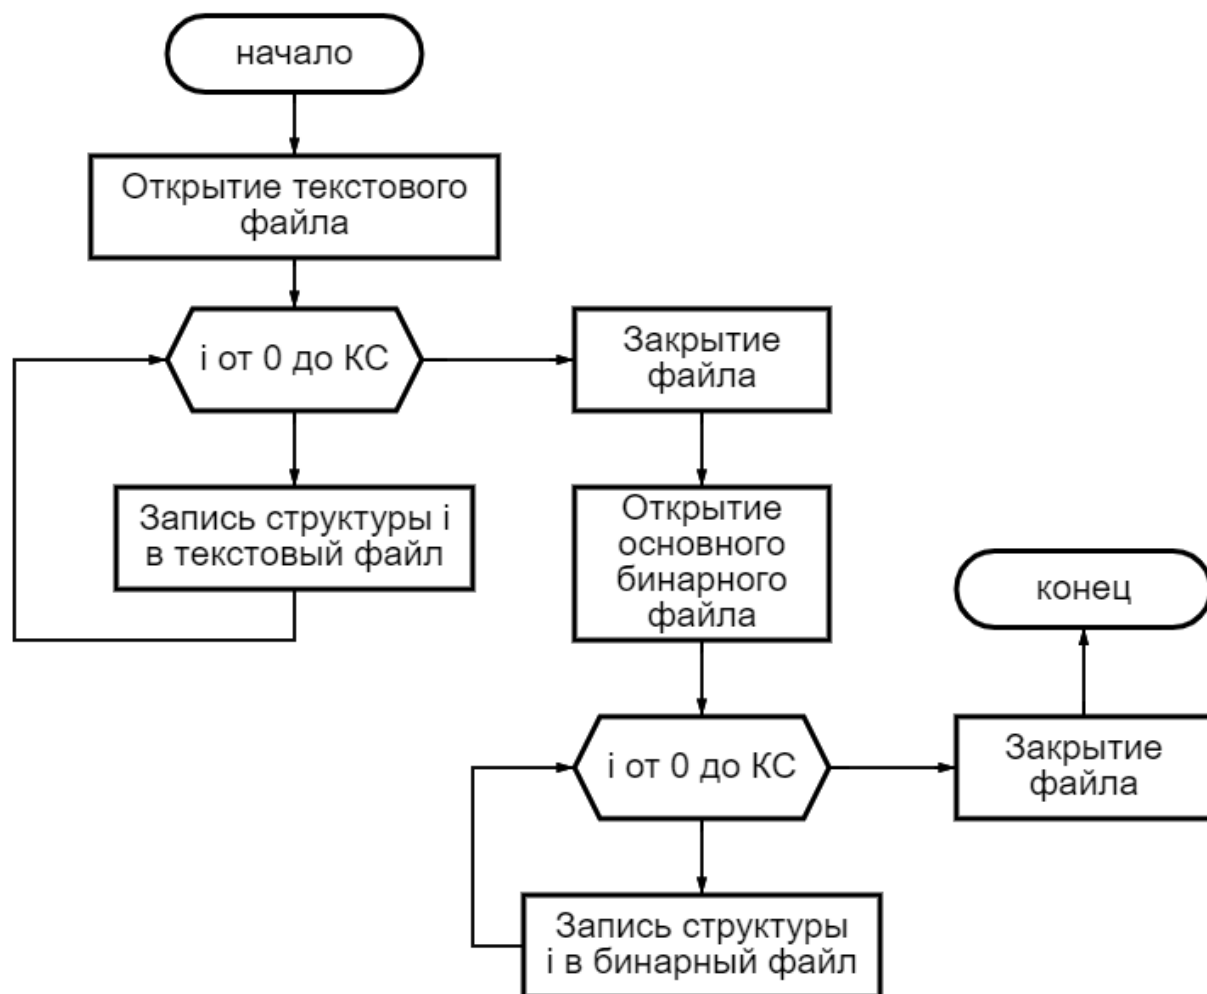 начало
Открытие текстового
файла
i от 0 до КС
Запись структуры i
в текстовый файл
Закрытие
файла
Открытие
основного
бинарного
файла
i от 0 до КС
Запись структуры
i в бинарный файл
Закрытие
файла
конец